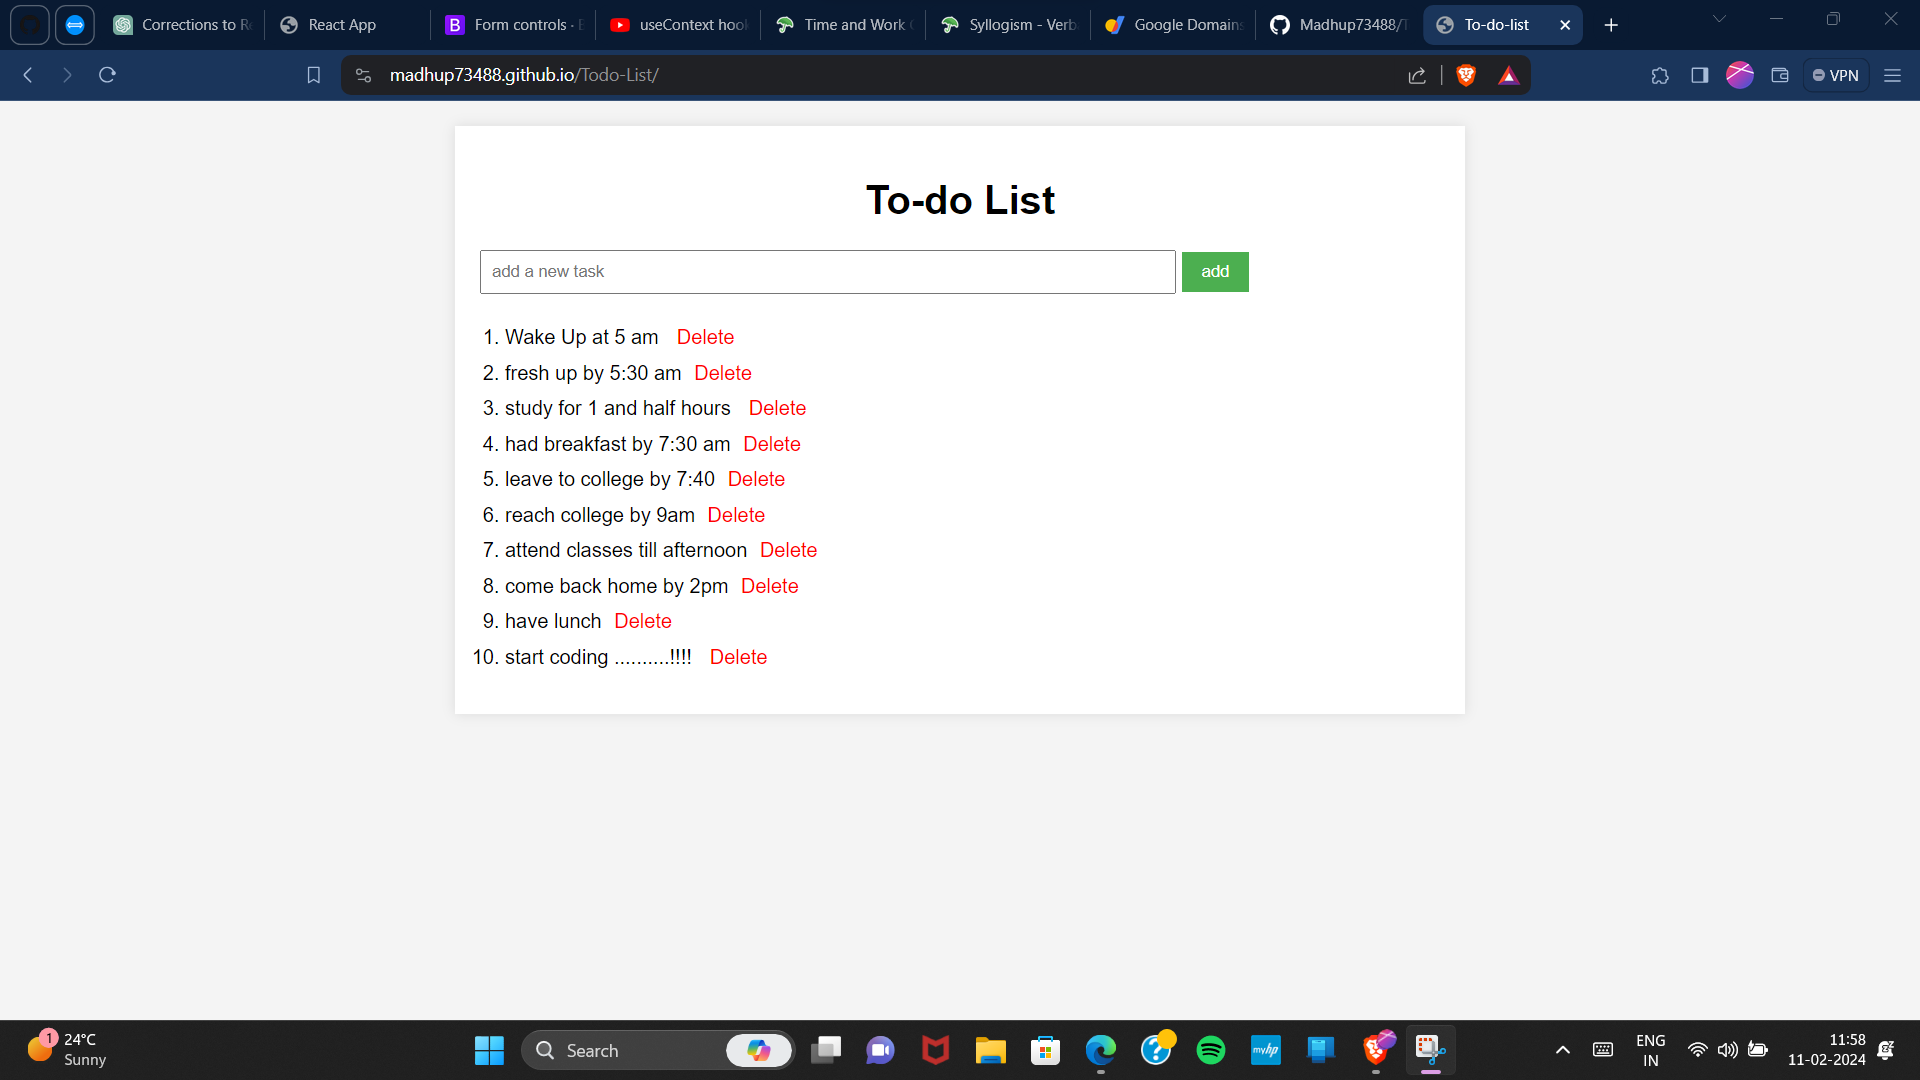 Corrections to R
React App
B Form controls · B
useContext hook
Time and Work
Syllogism - Verb
Google Domains
Madhup73488/T
To-do-list
madhup73488.github.io/Todo-List/
VPN
To-do List
add a new task
add
1. Wake Up at 5 am Delete
2. fresh up by 5:30 am Delete
3. study for 1 and half hours Delete
4. had breakfast by 7:30 am Delete
5. leave to college by 7:40 Delete
6. reach college by 9am Delete
7. attend classes till afternoon Delete
8. come back home by 2pm Delete
9. have lunch Delete
10. start coding ..........!!!! Delete
1
24°C
Sunny
Search
myhp
ENG
IN
11:58
11-02-2024